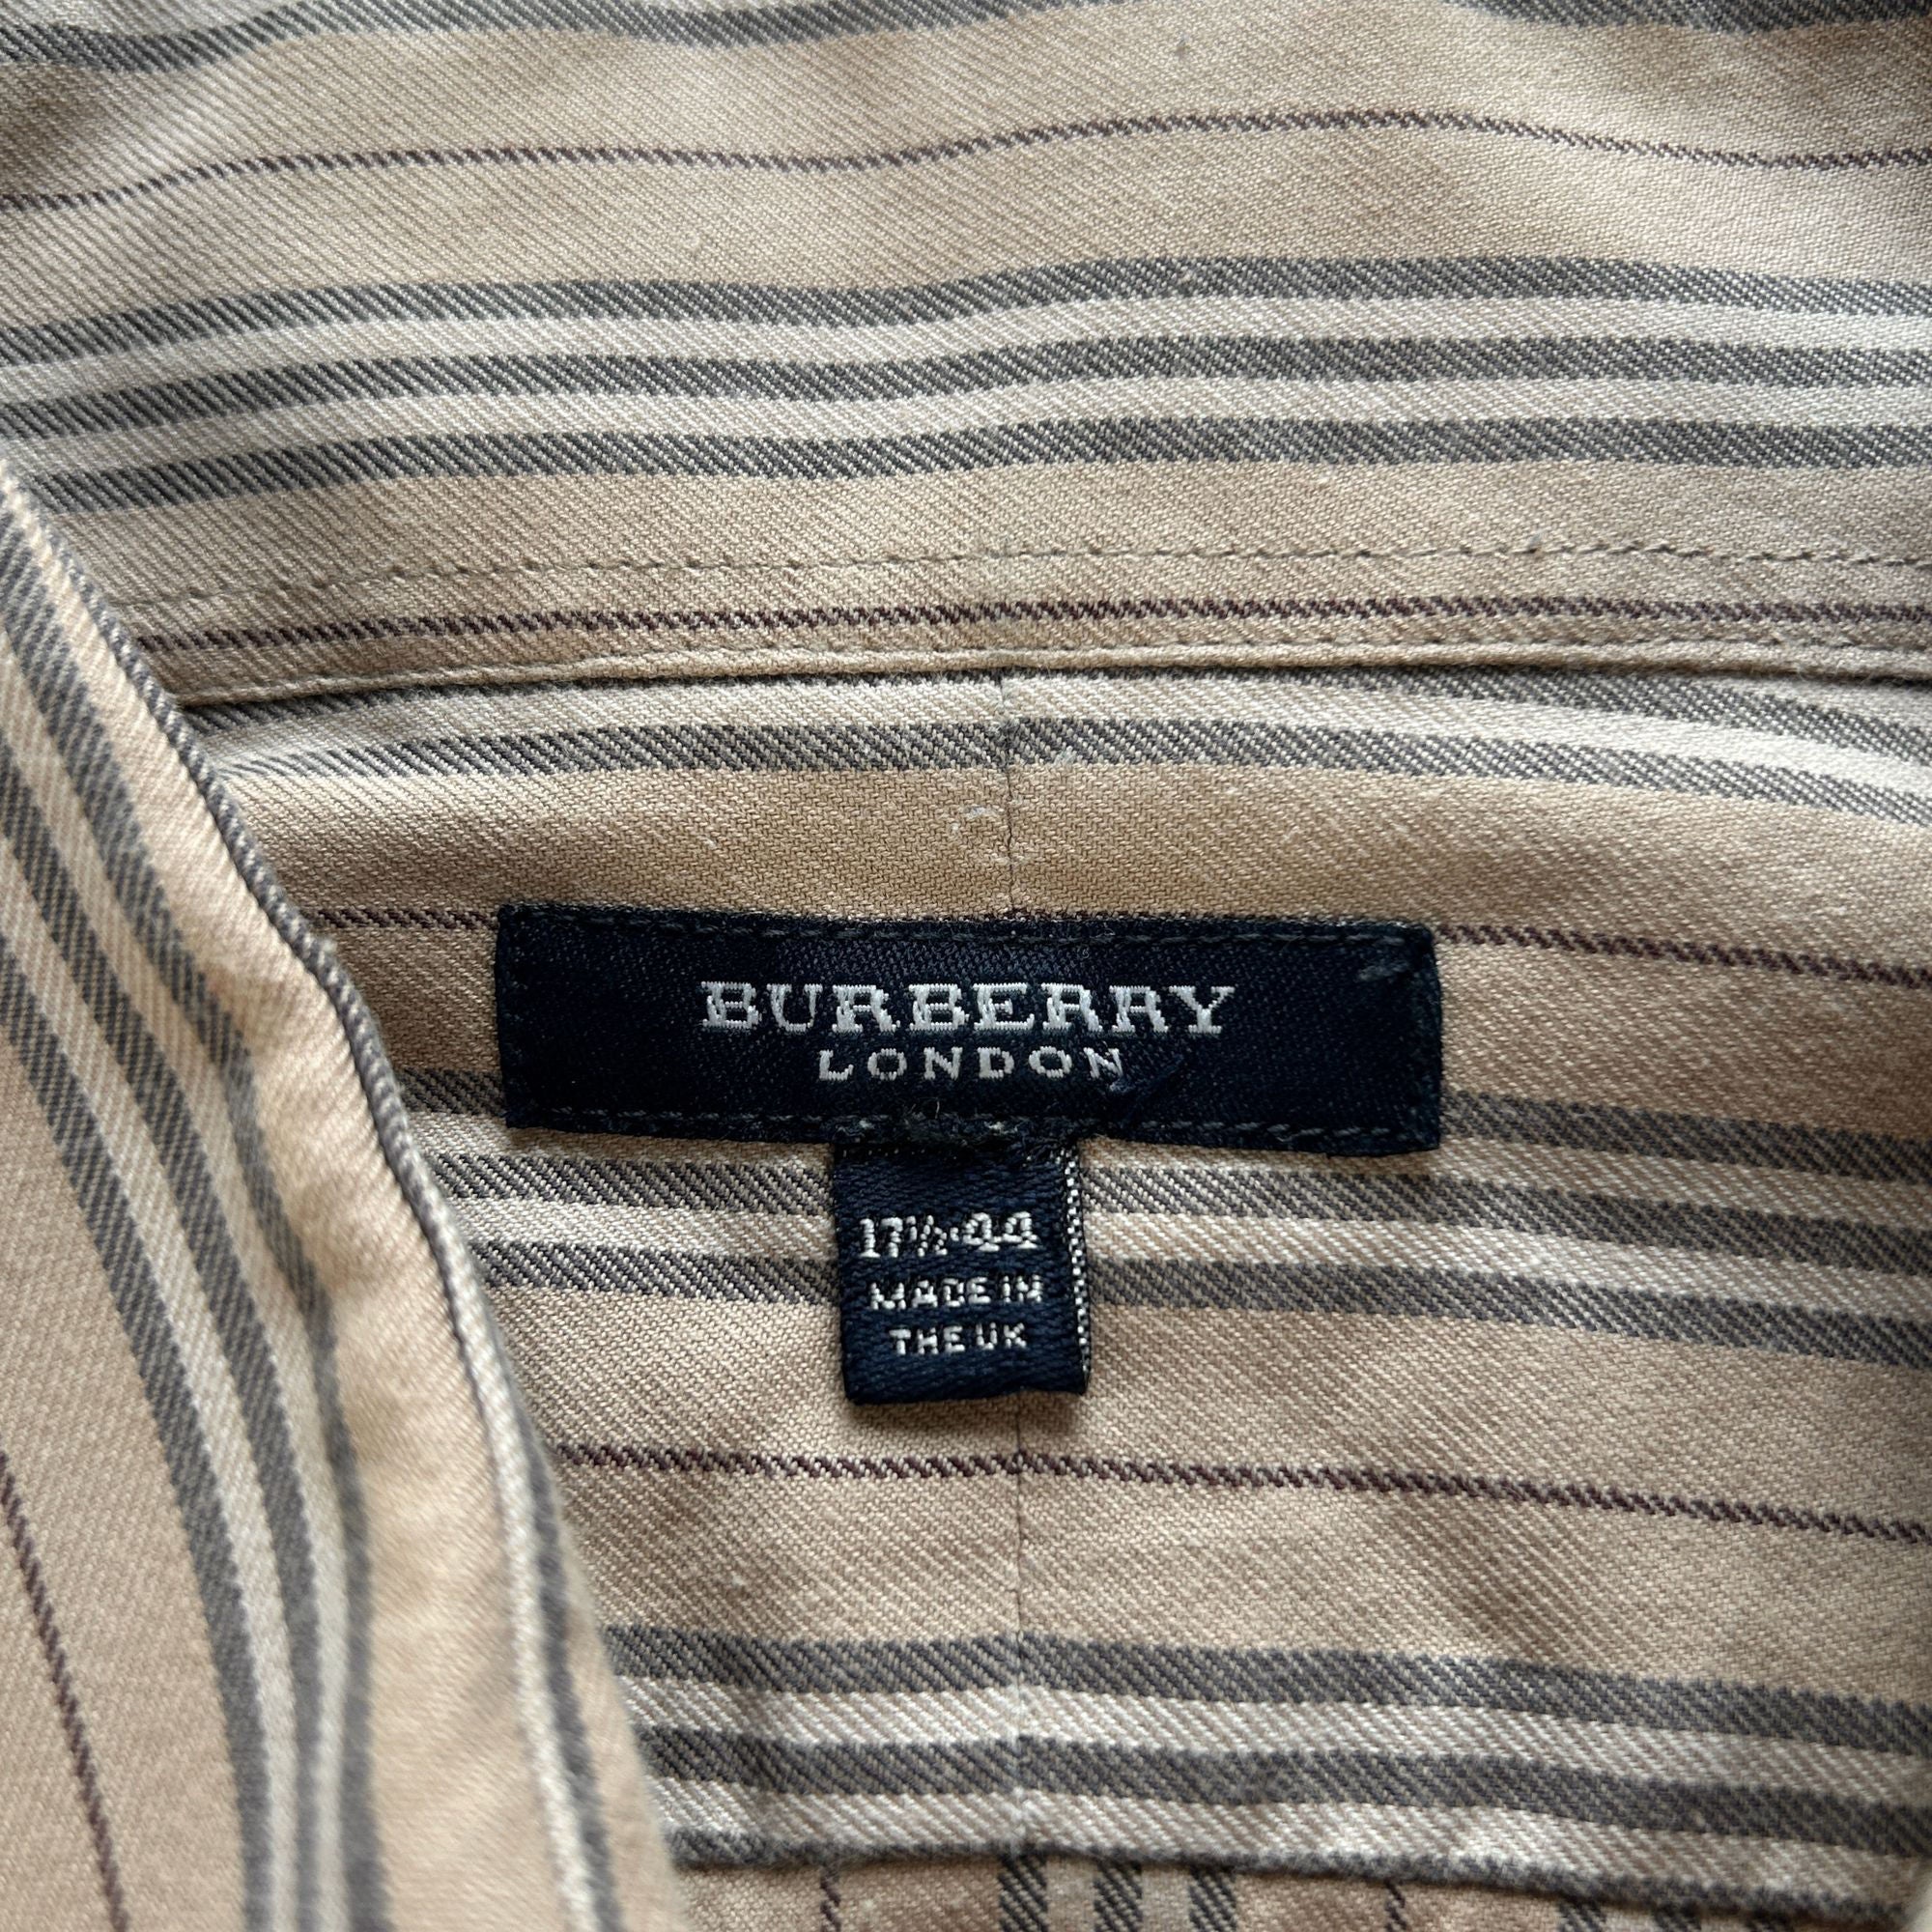 BURBERRY
LONDON
17½-44
MADE IN
THE UK